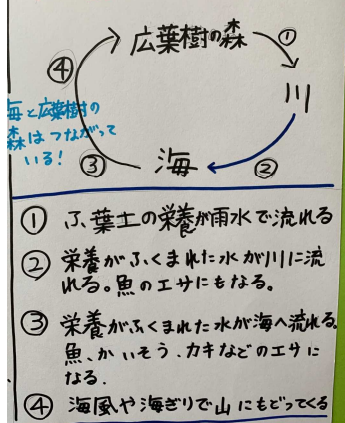 広葉樹の森
①
川
②
海
③
④
海と広葉樹の
森はつながって
いる!
① ふ葉土の栄養が雨水で流れる
② 栄養がふくまれた水が川に流
れる。魚のエサにもなる。
③ 栄養がふくまれた水が海へ流れる。
魚、かいそう、カキなどのエサに
なる.
④ 海風や海ぎりで山にもどってくる